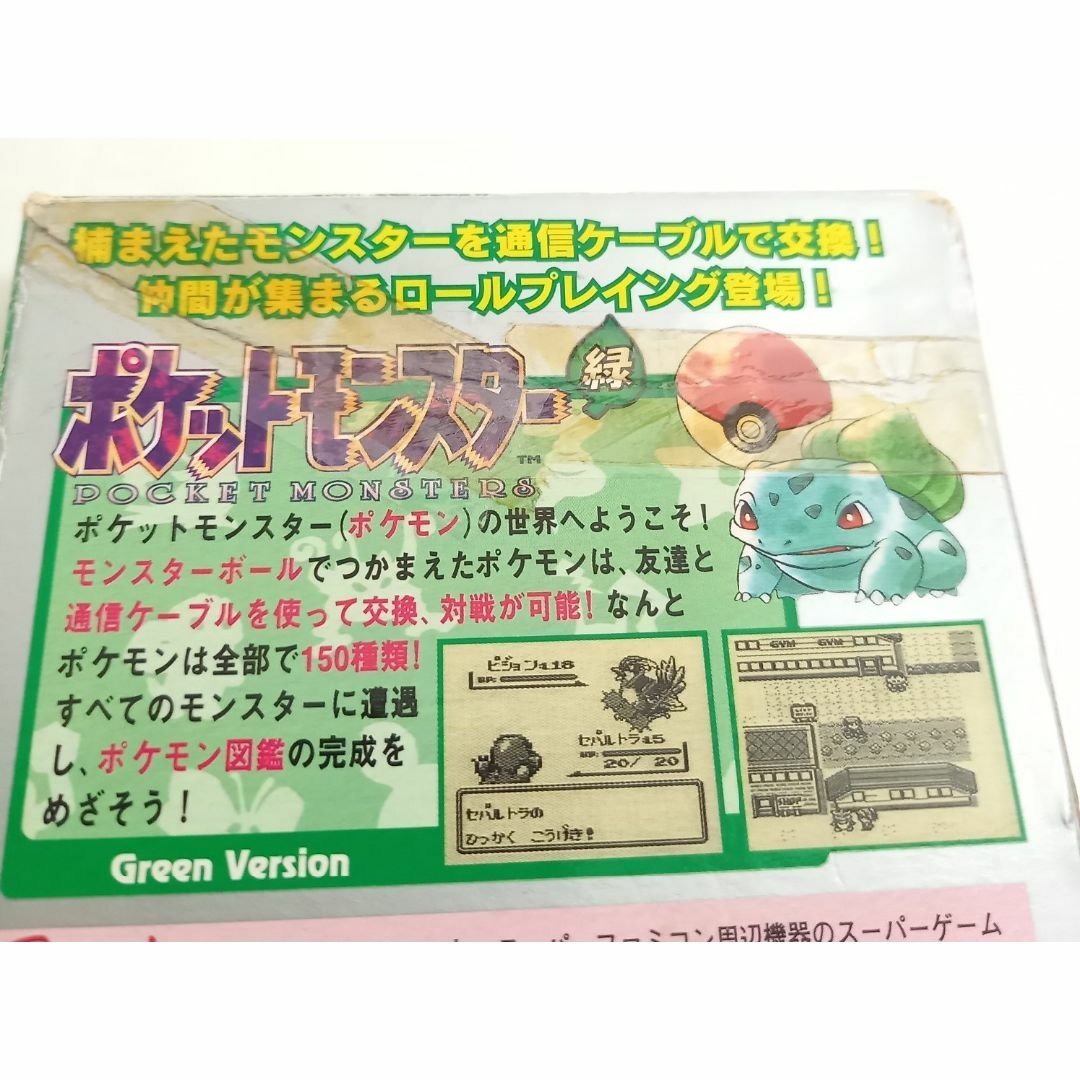 捕まえたモンスターを通信ケーブルで交換!
仲間が集まるロールプレイング登場!
ポケットモンスター
緑
TM
POCKET MONSTERS
ポケットモンスター(ポケモン)の世界へようこそ!
モンスターボールでつかまえたポケモンは、友達と
通信ケーブルを使って交換、対戦が可能!なんと
ポケモンは全部で150種類!
すべてのモンスターに遭遇
し、ポケモン図鑑の完成を
めざそう!
ピジョン:L18
HP:
セパルトラ:L5
HP:
20/ 20
セパルトラの
ひっかく こうげき!
GYM GYM
SHOP
Green Version
ファミコン周辺機器のスーパーゲーム